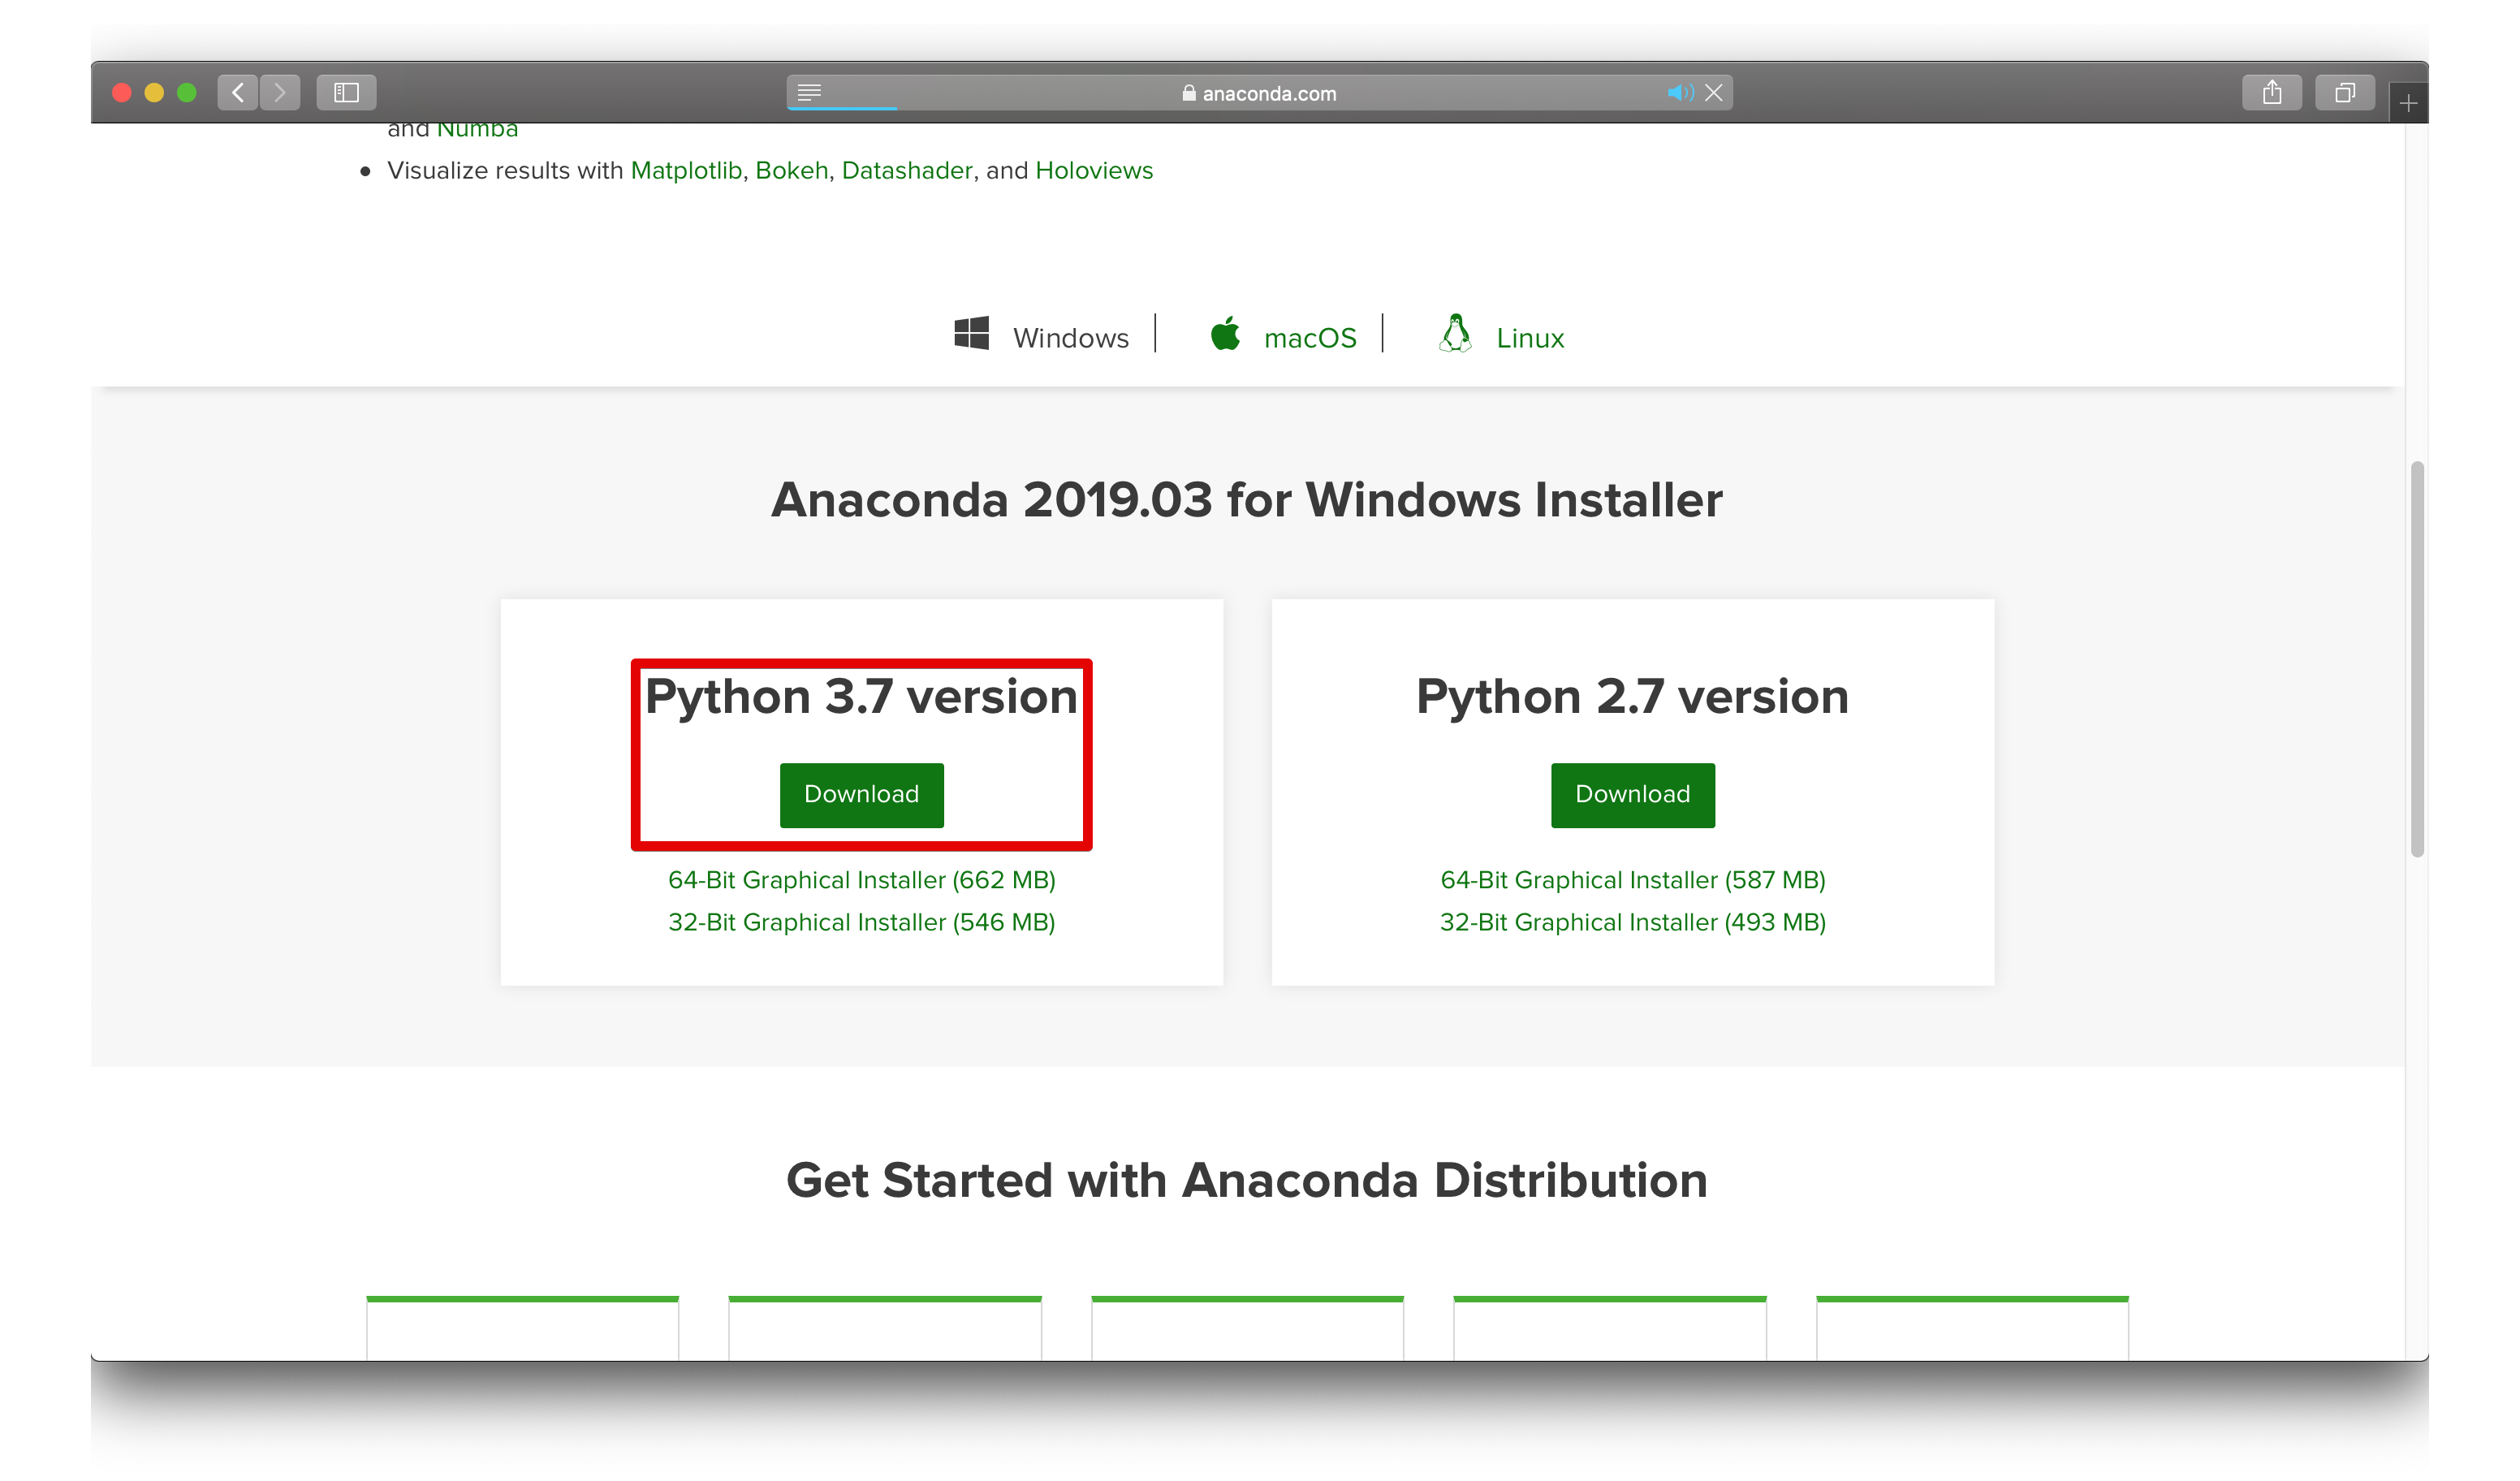 anaconda.com
and Numba
• Visualize results with Matplotlib, Bokeh, Datashader, and Holoviews
Windows | macOS | Linux
Anaconda 2019.03 for Windows Installer
Python 3.7 version
Download
64-Bit Graphical Installer (662 MB)
32-Bit Graphical Installer (546 MB)
Python 2.7 version
Download
64-Bit Graphical Installer (587 MB)
32-Bit Graphical Installer (493 MB)
Get Started with Anaconda Distribution